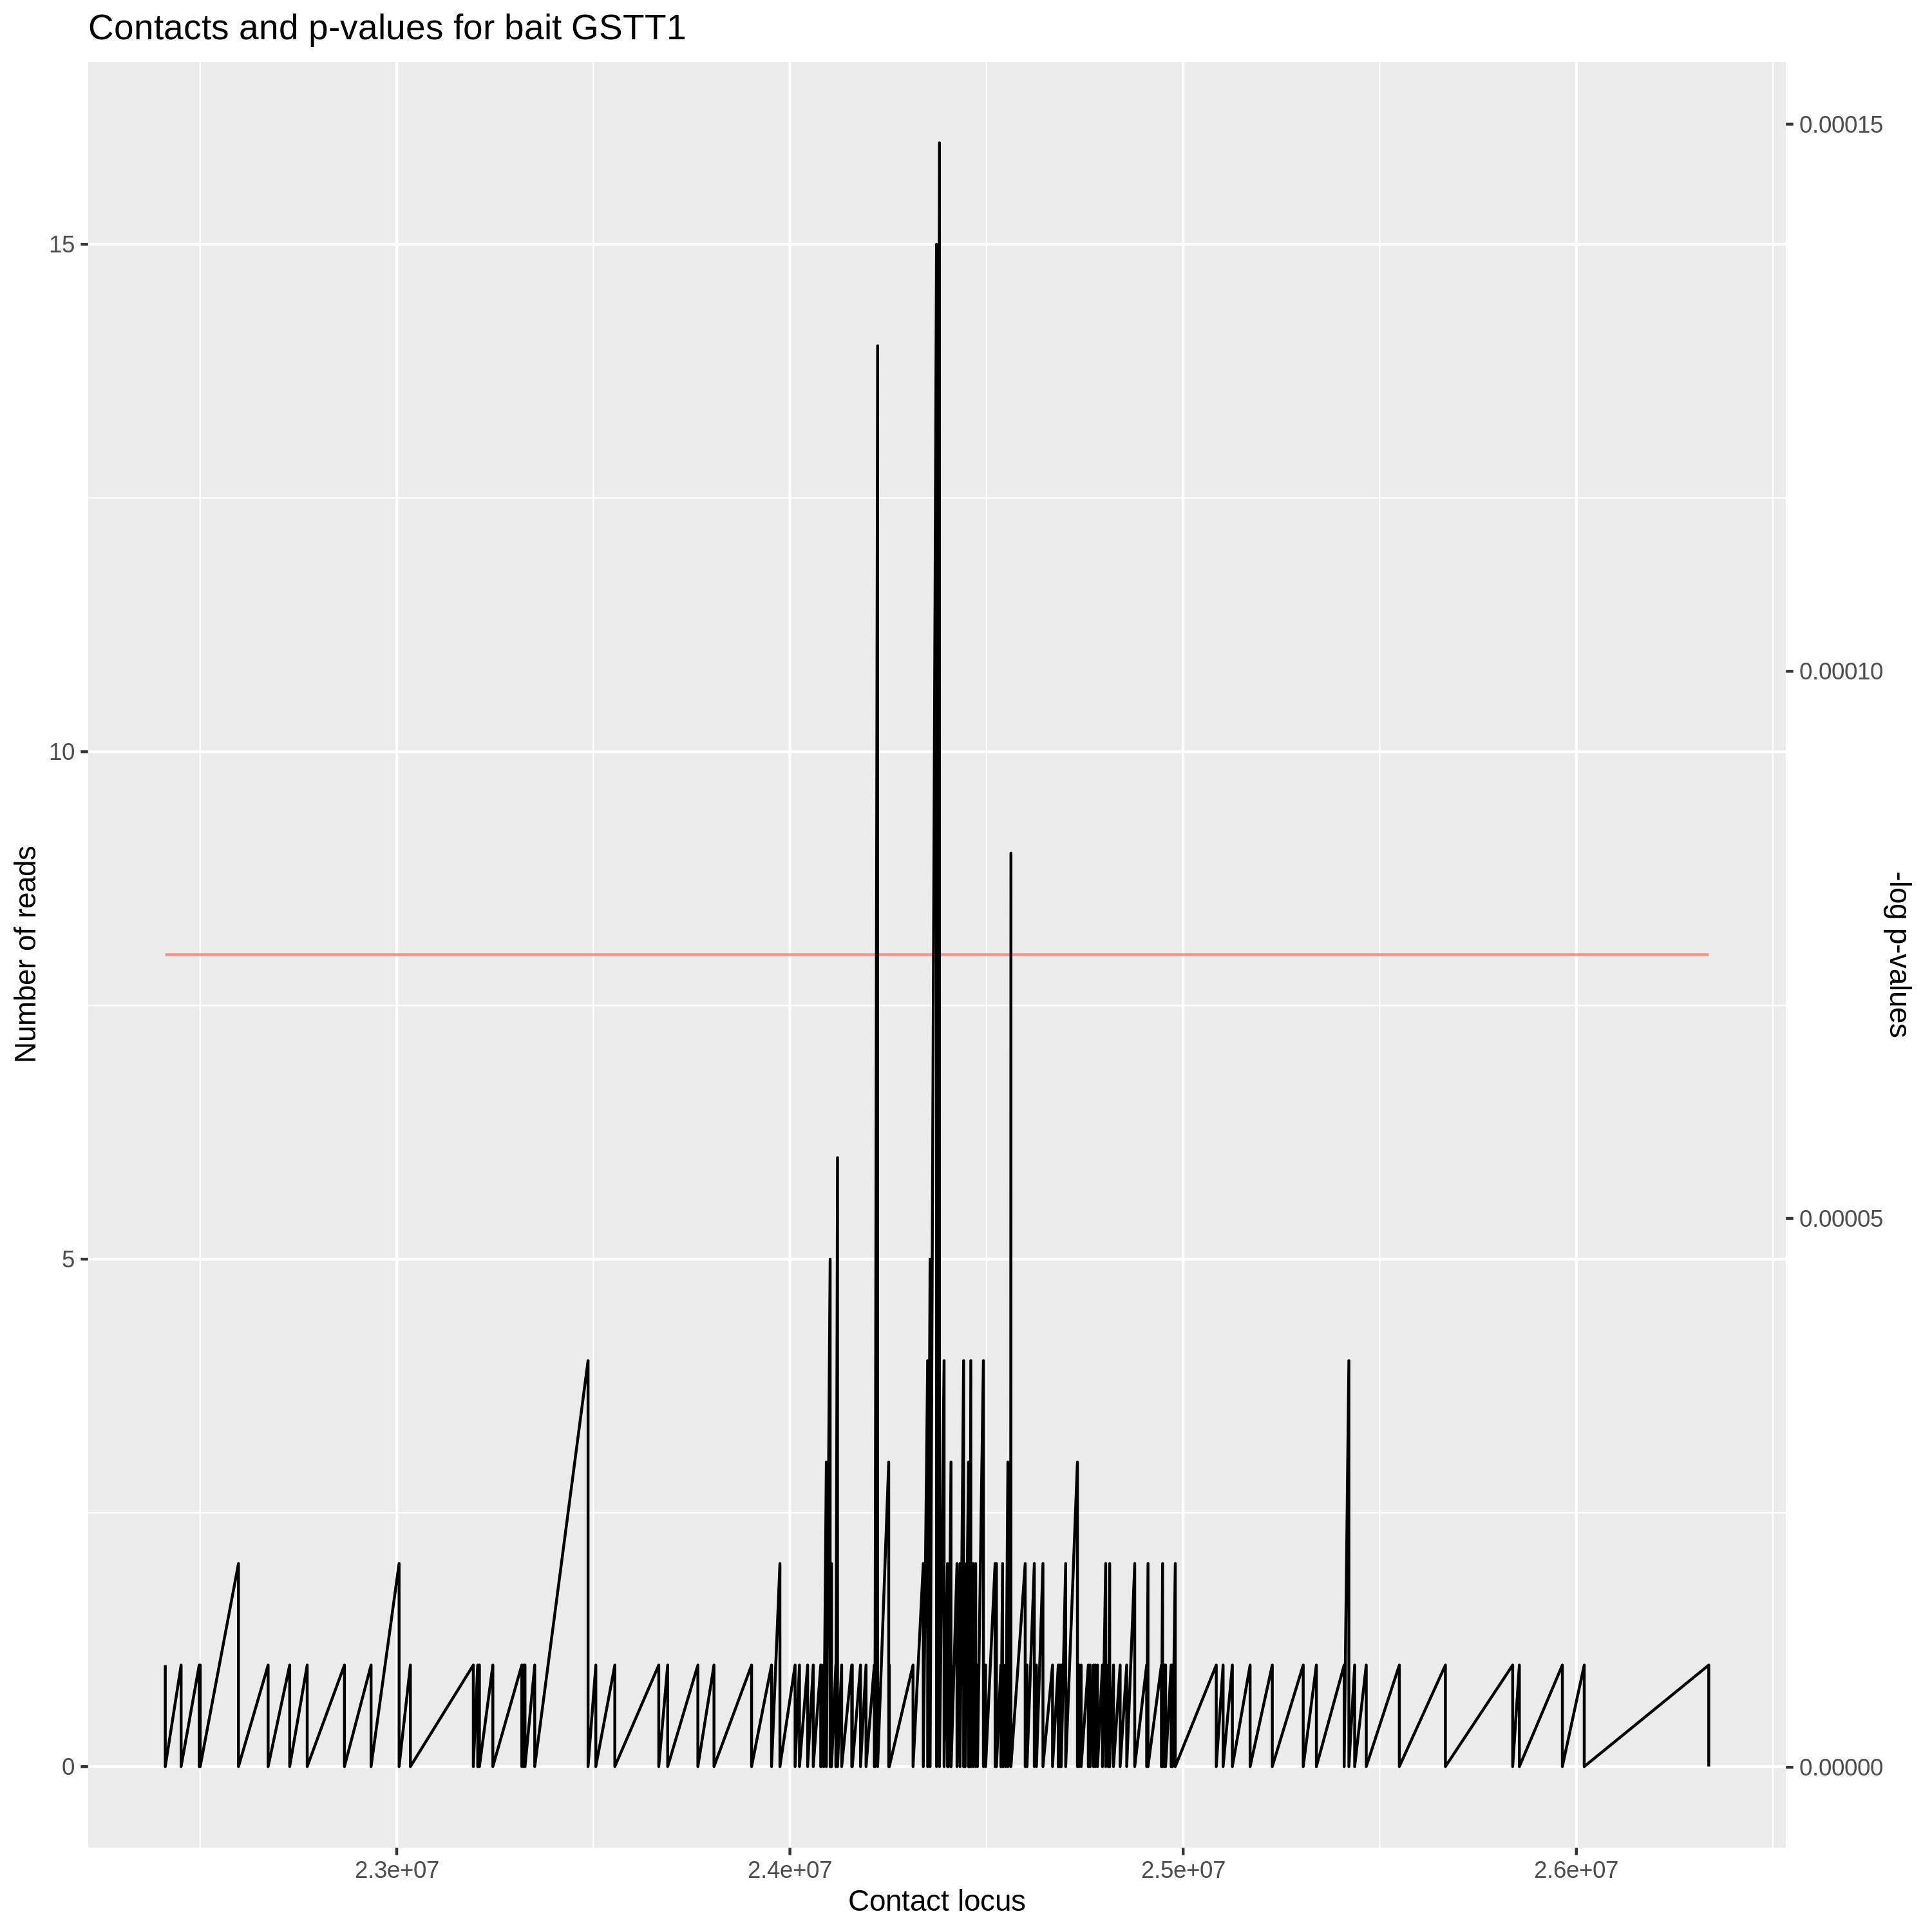 Contacts and p-values for bait GSTT1
15
10
5
0
Number of reads
0.00015
0.00010
0.00005
0.00000
-log p-values
2.3e+07
2.4e+07
2.5e+07
2.6e+07
Contact locus